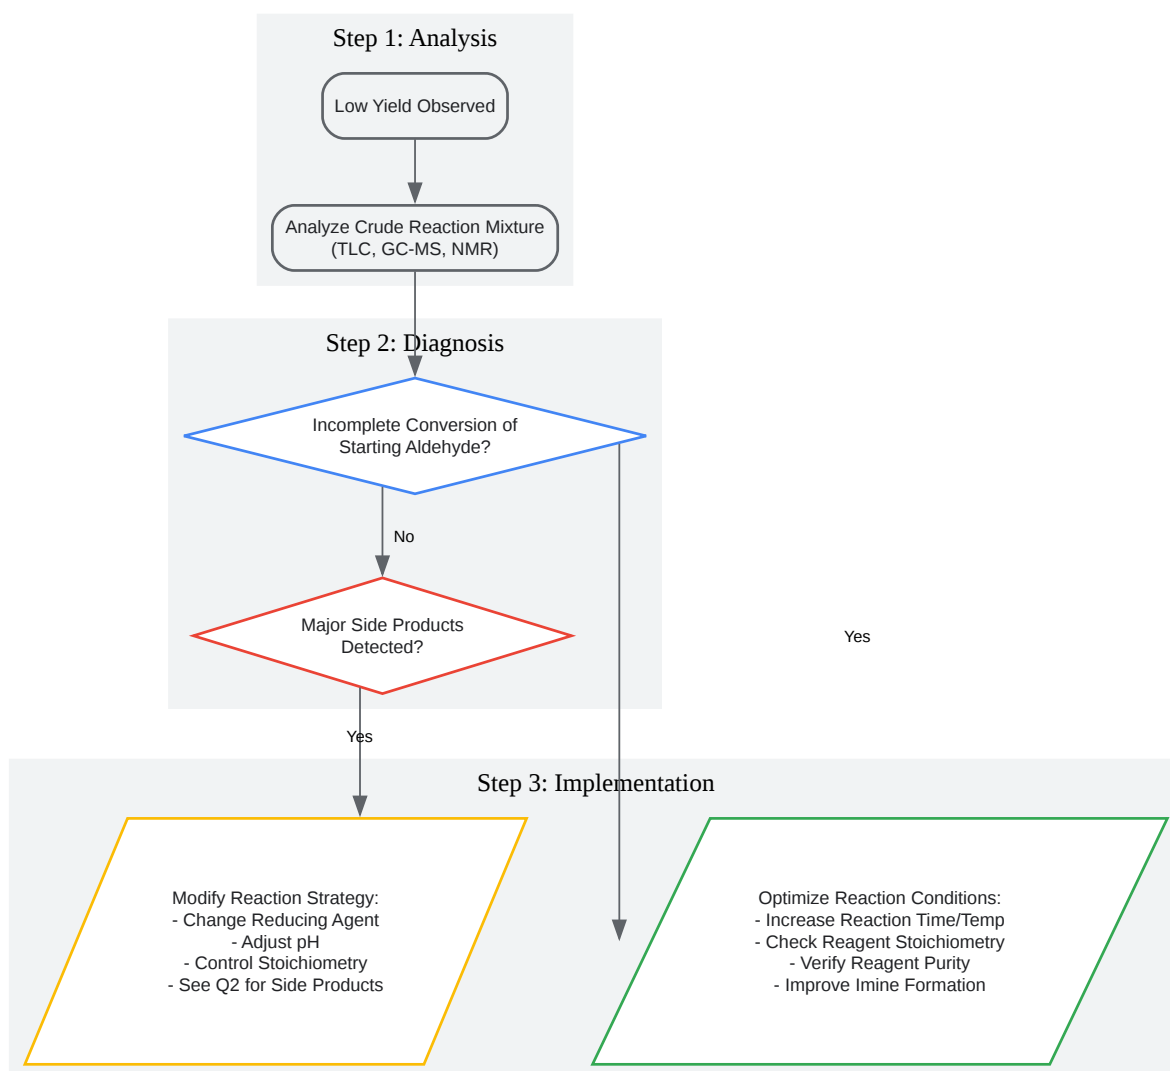 Step 1: Analysis
Low Yield Observed
Analyze Crude Reaction Mixture
(TLC, GC-MS, NMR)
Step 2: Diagnosis
Incomplete Conversion of
Starting Aldehyde?
No
Major Side Products
Detected?
Yes
Yes
Step 3: Implementation
Modify Reaction Strategy:
- Change Reducing Agent
- Adjust pH
- Control Stoichiometry
- See Q2 for Side Products
Optimize Reaction Conditions:
- Increase Reaction Time/Temp
- Check Reagent Stoichiometry
- Verify Reagent Purity
- Improve Imine Formation